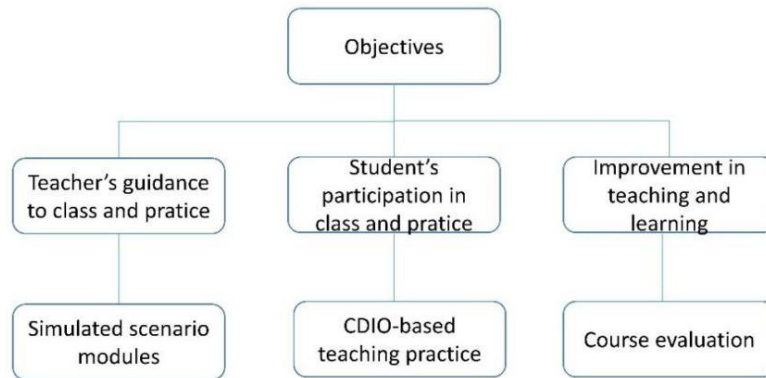 Objectives
Teacher's guidance
to class and pratice
Student's
participation in
class and pratice
Improvement in
teaching and
learning
Simulated scenario
modules
CDIO-based
teaching practice
Course evaluation